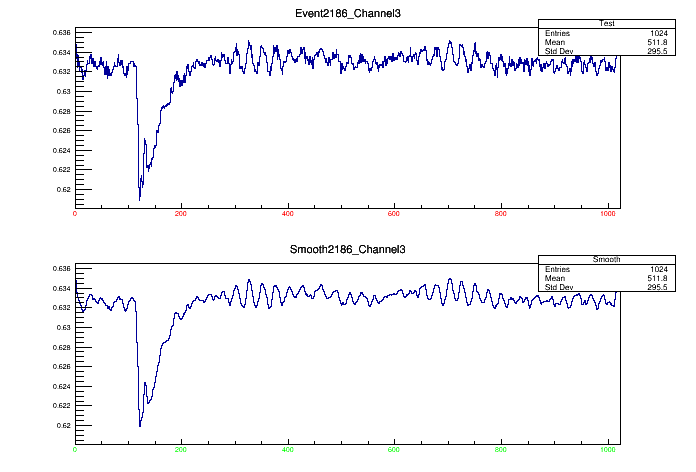 Event2186_Channel3
Test
Entries 1024
Mean 511.8
Std Dev 295.5
0.636
0.634
0.632
0.63
0.628
0.626
0.624
0.622
0.62
0 200 400 600 800 1000
Smooth2186_Channel3
Smooth
Entries 1024
Mean 511.8
Std Dev 295.5
0.636
0.634
0.632
0.63
0.628
0.626
0.624
0.622
0.62
0 200 400 600 800 1000